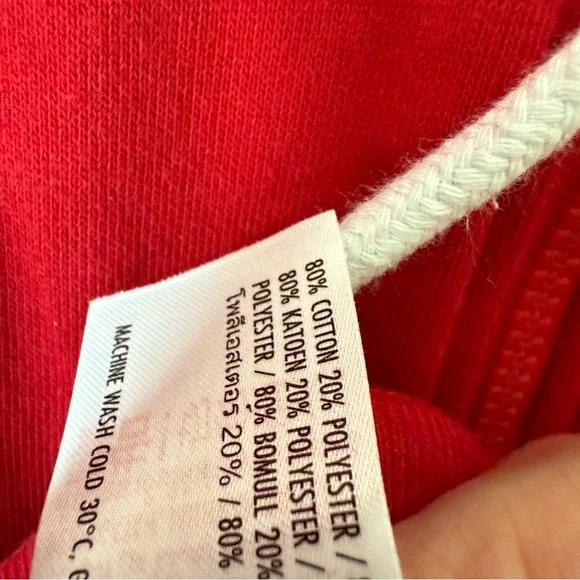 80% COTTON 20% POLYESTER /
80% KATOEN 20% POLYESTER /
POLYESTER / 80% BOMULL 20%
โพลีเอสเตอร์ 20% / 80%
MACHINE WASH COLD 30°C,